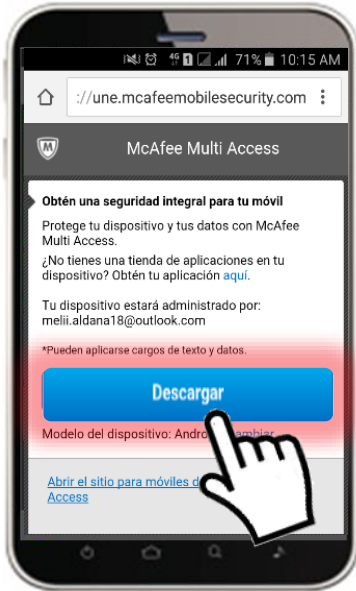 4G 1 71% 10:15 AM
://une.mcafeemobilesecurity.com
McAfee Multi Access
Obtén una seguridad integral para tu móvil
Protege tu dispositivo y tus datos con McAfee
Multi Access.
¿No tienes una tienda de aplicaciones en tu
dispositivo? Obtén tu aplicación aquí.
Tu dispositivo estará administrado por:
melii.aldana18@outlook.com
*Pueden aplicarse cargos de texto y datos.
Descargar
Modelo del dispositivo: Andro ambiar
Abrir el sitio para móviles d
Access